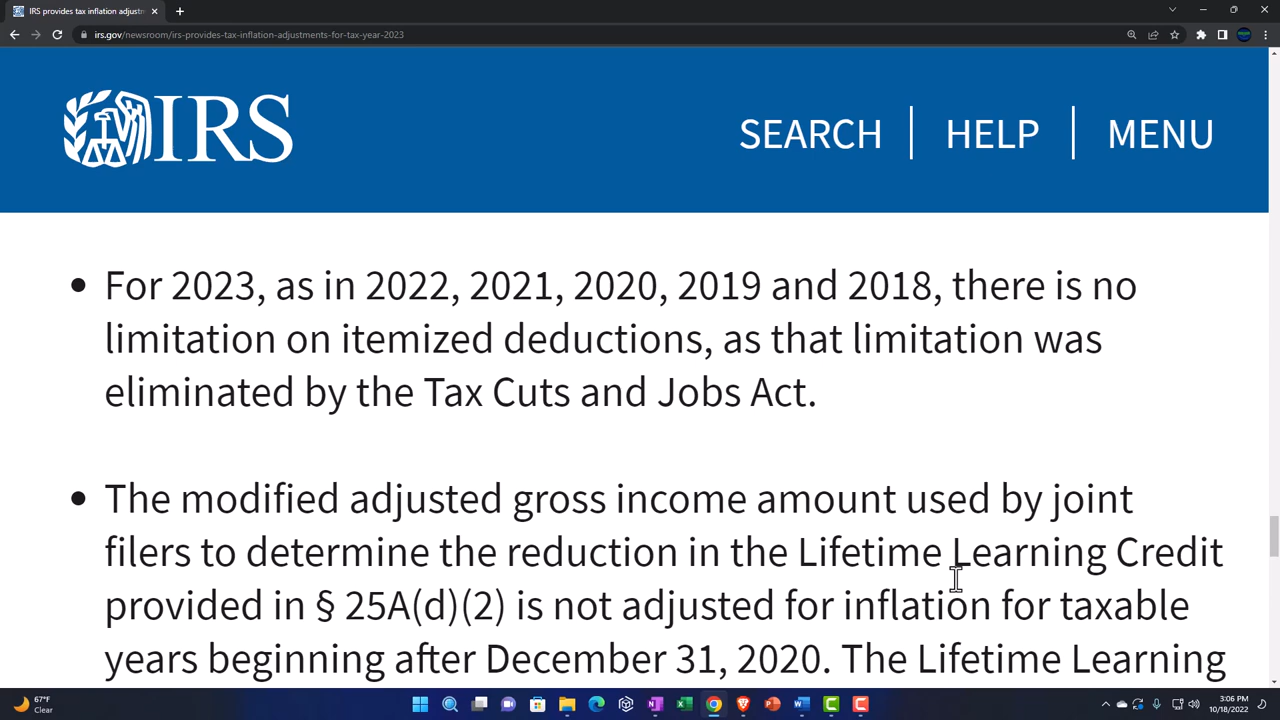 IRS provides tax inflation adjustm
irs.gov/newsroom/irs-provides-tax-inflation-adjustments-for-tax-year-2023
IRS
SEARCH
HELP
MENU
• For 2023, as in 2022, 2021, 2020, 2019 and 2018, there is no
limitation on itemized deductions, as that limitation was
eliminated by the Tax Cuts and Jobs Act.
• The modified adjusted gross income amount used by joint
filers to determine the reduction in the Lifetime Learning Credit
provided in § 25A(d)(2) is not adjusted for inflation for taxable
years beginning after December 31, 2020. The Lifetime Learning
67°F
Clear
3:06 PM
10/18/2022